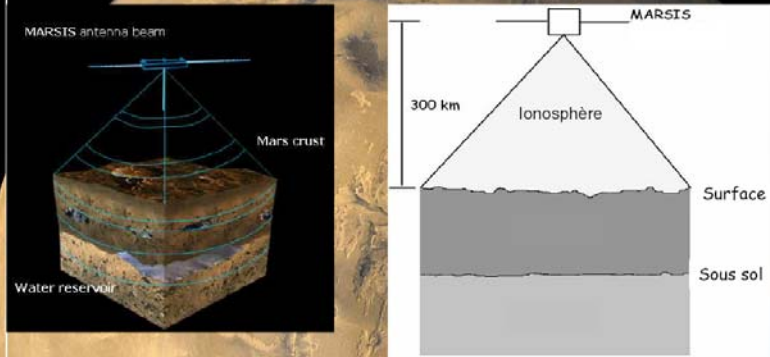 MARSIS antenna beam
Mars crust
Water reservoir
MARSIS
300 km
Ionosphère
Surface
Sous sol